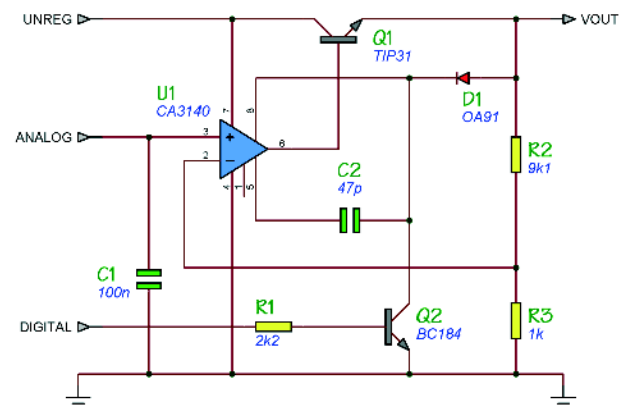 UNREG
VOUT
Q1
TIP31
U1
CA3140
7
8
D1
OA91
ANALOG
3
6
2
R2
9k1
4
1
5
C2
47p
C1
100n
R1
2k2
DIGITAL
Q2
BC184
R3
1k